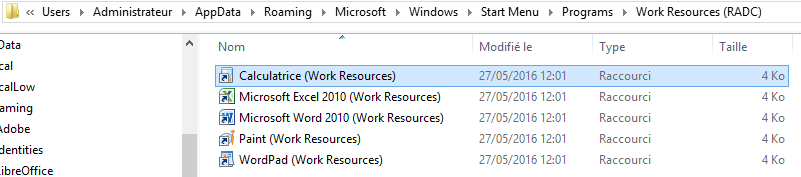 « Users ▸ Administrateur ▸ AppData ▸ Roaming ▸ Microsoft ▸ Windows ▸ Start Menu ▸ Programs ▸ Work Resources (RADC)
Data
cal
calLow
aming
Adobe
dentities
LibreOffice
Nom Modifié le Type Taille
Calculatrice (Work Resources) 27/05/2016 12:01 Raccourci 4 Ko
Microsoft Excel 2010 (Work Resources) 27/05/2016 12:01 Raccourci 4 Ko
Microsoft Word 2010 (Work Resources) 27/05/2016 12:01 Raccourci 4 Ko
Paint (Work Resources) 27/05/2016 12:01 Raccourci 4 Ko
WordPad (Work Resources) 27/05/2016 12:01 Raccourci 4 Ko